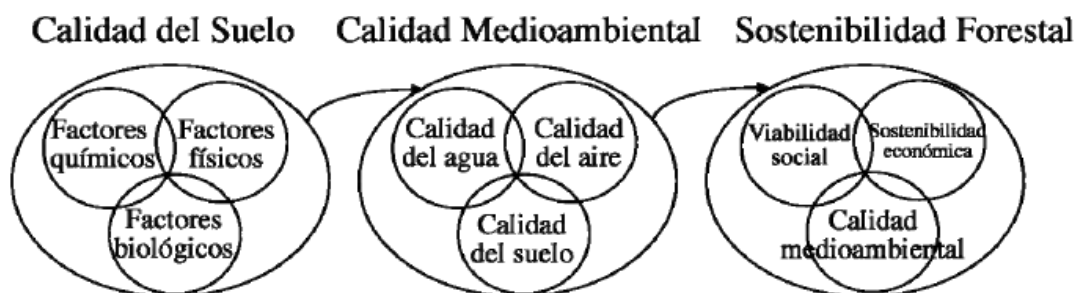 Calidad del Suelo
Calidad Medioambiental
Sostenibilidad Forestal
Factores
químicos
Factores
físicos
Factores
biológicos
Calidad
del agua
Calidad
del aire
Calidad
del suelo
Viabilidad
social
Sostenibilidad
económica
Calidad
medioambiental